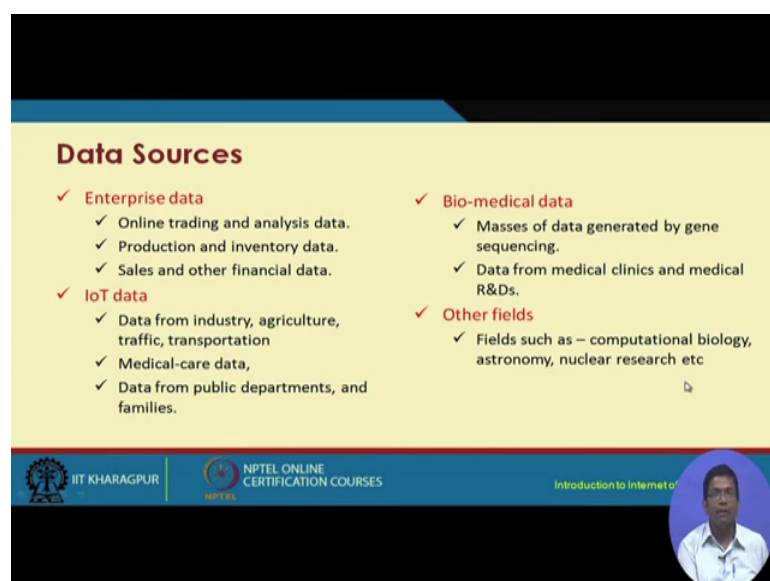 Data Sources
✓ Enterprise data
✓ Online trading and analysis data.
✓ Production and inventory data.
✓ Sales and other financial data.
✓ IoT data
✓ Data from industry, agriculture,
traffic, transportation
✓ Medical-care data,
✓ Data from public departments, and
families.
✓ Bio-medical data
✓ Masses of data generated by gene
sequencing.
✓ Data from medical clinics and medical
R&Ds.
✓ Other fields
✓ Fields such as – computational biology,
astronomy, nuclear research etc
IIT KHARAGPUR
NPTEL
NPTEL ONLINE
CERTIFICATION COURSES
Introduction to Internet of